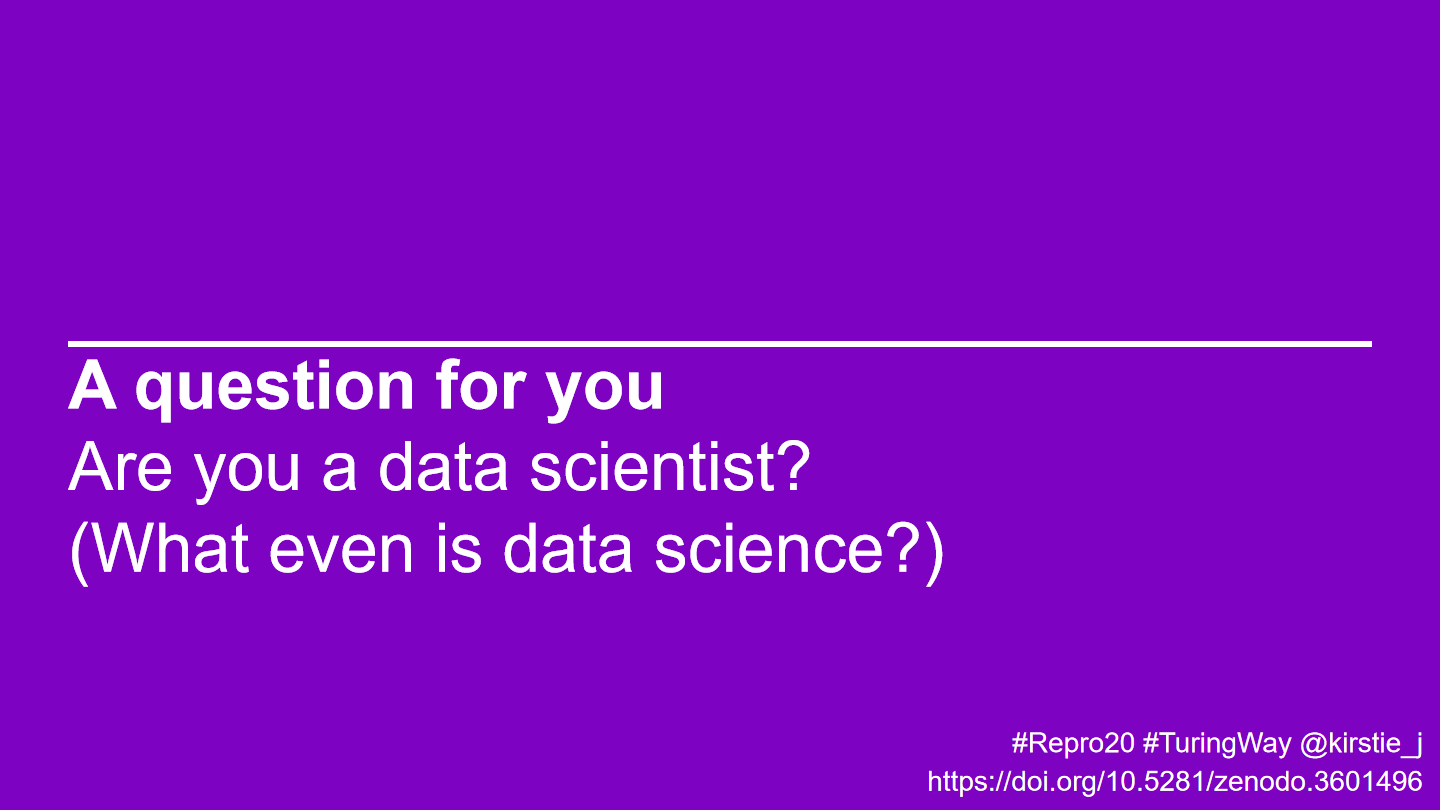 A question for you
Are you a data scientist?
(What even is data science?)
#Repro20 #TuringWay @kirstie_j
https://doi.org/10.5281/zenodo.3601496